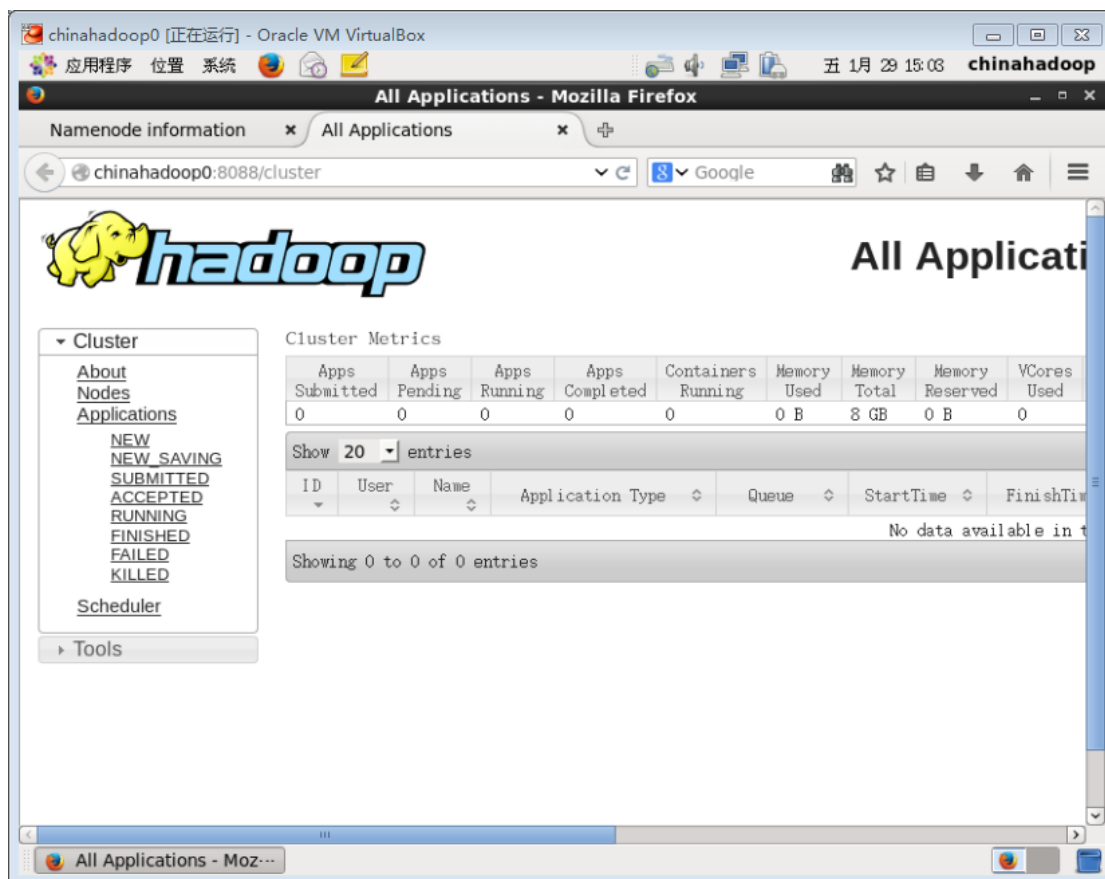 chinahadoop0 [正在运行] - Oracle VM VirtualBox
应用程序 位置 系统 五 1月 29 15:03 chinahadoop
All Applications - Mozilla Firefox
Namenode information All Applications
chinahadoop0:8088/cluster Google
hadoop All Applicati
Cluster
About
Nodes
Applications
NEW
NEW_SAVING
SUBMITTED
ACCEPTED
RUNNING
FINISHED
FAILED
KILLED
Scheduler
Tools
Cluster Metrics
Apps Submitted Apps Pending Apps Running Apps Completed Containers Running Memory Used Memory Total Memory Reserved VCores Used
0 0 0 0 0 0 B 8 GB 0 B 0
Show 20 entries
ID User Name Application Type Queue StartTime FinishTim
No data available in t
Showing 0 to 0 of 0 entries
All Applications - Moz···